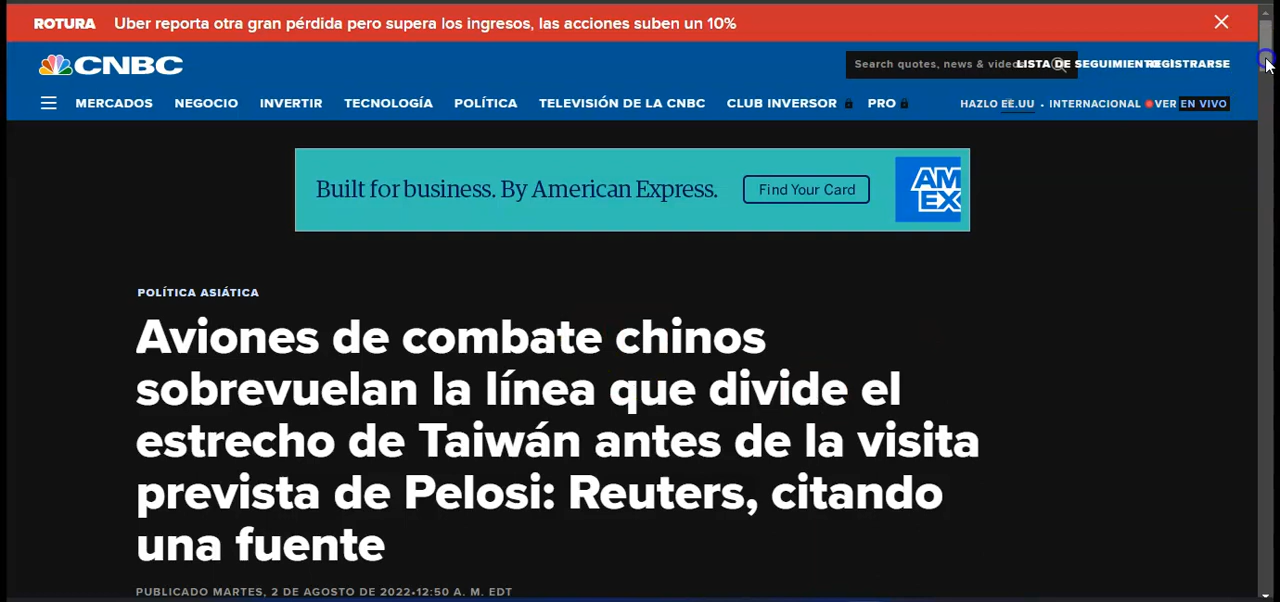 ROTURA Uber reporta otra gran pérdida pero supera los ingresos, las acciones suben un 10%
CNBC
Search quotes, news & videos
LISTA DE SEGUIMIENTO
REGISTRARSE
MERCADOS NEGOCIO INVERTIR TECNOLOGÍA POLÍTICA TELEVISIÓN DE LA CNBC CLUB INVERSOR PRO
HAZLO EE.UU • INTERNACIONAL VER EN VIVO
Built for business. By American Express. Find Your Card
AM
EX
POLÍTICA ASIÁTICA
Aviones de combate chinos
sobrevuelan la línea que divide el
estrecho de Taiwán antes de la visita
prevista de Pelosi: Reuters, citando
una fuente
PUBLICADO MARTES, 2 DE AGOSTO DE 2022•12:50 A. M. EDT